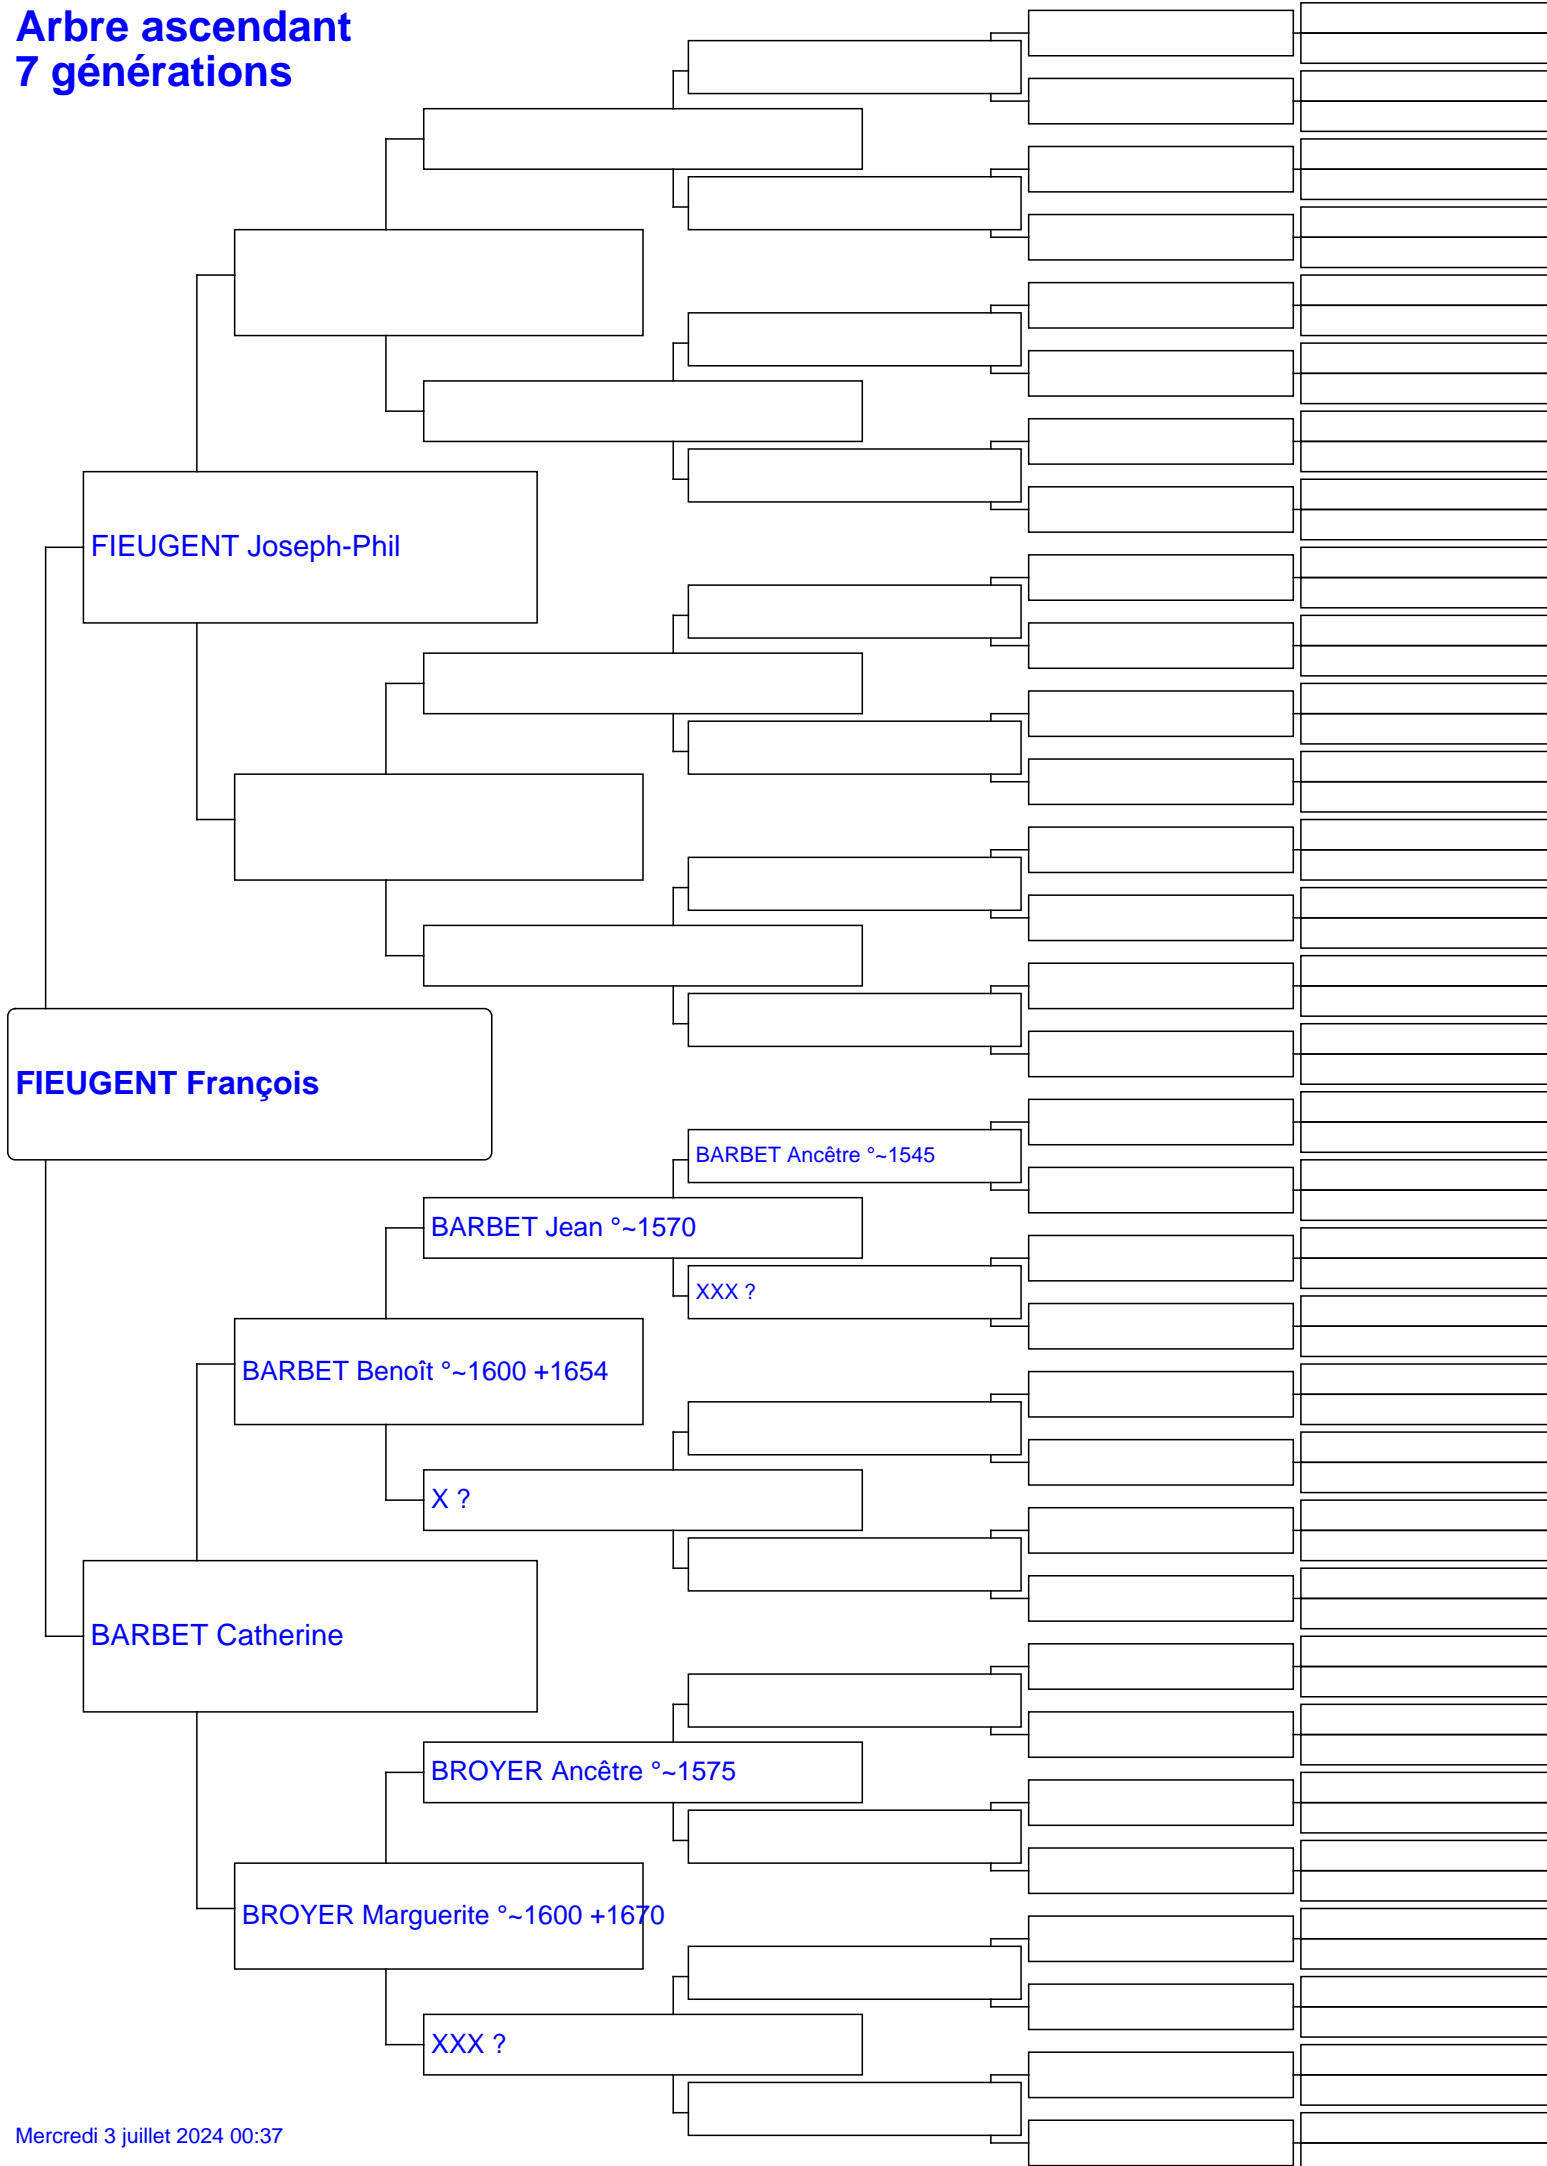 Arbre ascendant
7 générations
FIEUGENT Joseph-Phil
FIEUGENT François
BARBET Ancêtre °~1545
BARBET Jean °~1570
XXX ?
BARBET Benoît °~1600 +1654
X ?
BARBET Catherine
BROYER Ancêtre °~1575
BROYER Marguerite °~1600 +1670
XXX ?
Mercredi 3 juillet 2024 00:37